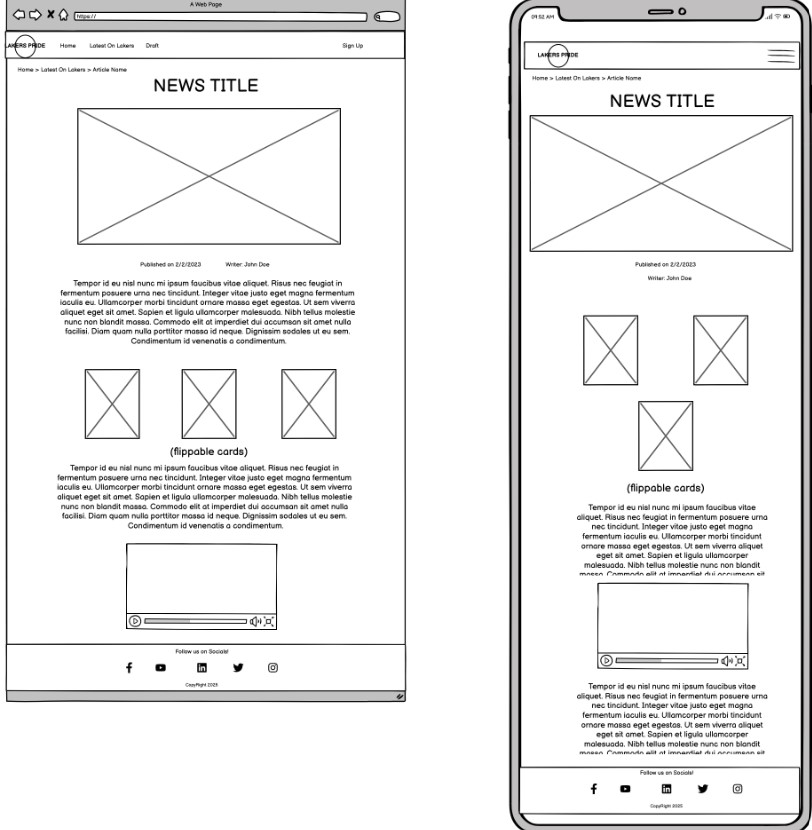 A Web Page
https://
LAKERS PRIDE Home Latest On Lakers Draft Sign Up
Home > Latest On Lakers > Article Name
NEWS TITLE
Published on 2/2/2023 Writer: John Doe
Tempor id eu nisl nunc mi ipsum faucibus vitae aliquet. Risus nec feugiat in
fermentum posuere urna nec tincidunt. Integer vitae justo eget magna fermentum
iaculis eu. Ullamcorper morbi tincidunt ornare massa eget egestas. Ut sem viverra
aliquet eget sit amet. Sapien et ligula ullamcorper malesuada. Nibh tellus molestie
nunc non blandit massa. Commodo elit at imperdiet dui accumsan sit amet nulla
facilisi. Diam quam nulla porttitor massa id neque. Dignissim sodales ut eu sem.
Condimentum id venenatis a condimentum.
(flippable cards)
Tempor id eu nisl nunc mi ipsum faucibus vitae aliquet. Risus nec feugiat in
fermentum posuere urna nec tincidunt. Integer vitae justo eget magna fermentum
iaculis eu. Ullamcorper morbi tincidunt ornare massa eget egestas. Ut sem viverra
aliquet eget sit amet. Sapien et ligula ullamcorper malesuada. Nibh tellus molestie
nunc non blandit massa. Commodo elit at imperdiet dui accumsan sit amet nulla
facilisi. Diam quam nulla porttitor massa id neque. Dignissim sodales ut eu sem.
Condimentum id venenatis a condimentum.
Follow us on Socials!
CopyRight 2023
09:52 AM
LAKERS PRIDE
Home > Latest On Lakers > Article Name
NEWS TITLE
Published on 2/2/2023
Writer: John Doe
(flippable cards)
Tempor id eu nisl nunc mi ipsum faucibus vitae
aliquet. Risus nec feugiat in fermentum posuere urna
nec tincidunt. Integer vitae justo eget magna
fermentum iaculis eu. Ullamcorper morbi tincidunt
ornare massa eget egestas. Ut sem viverra aliquet
eget sit amet. Sapien et ligula ullamcorper
malesuada. Nibh tellus molestie nunc non blandit
massa. Commodo elit at imperdiet dui accumsan sit
Tempor id eu nisl nunc mi ipsum faucibus vitae
aliquet. Risus nec feugiat in fermentum posuere urna
nec tincidunt. Integer vitae justo eget magna
fermentum iaculis eu. Ullamcorper morbi tincidunt
ornare massa eget egestas. Ut sem viverra aliquet
eget sit amet. Sapien et ligula ullamcorper
malesuada. Nibh tellus molestie nunc non blandit
massa. Commodo elit at imperdiet dui accumsan sit
Follow us on Socials!
CopyRight 2023